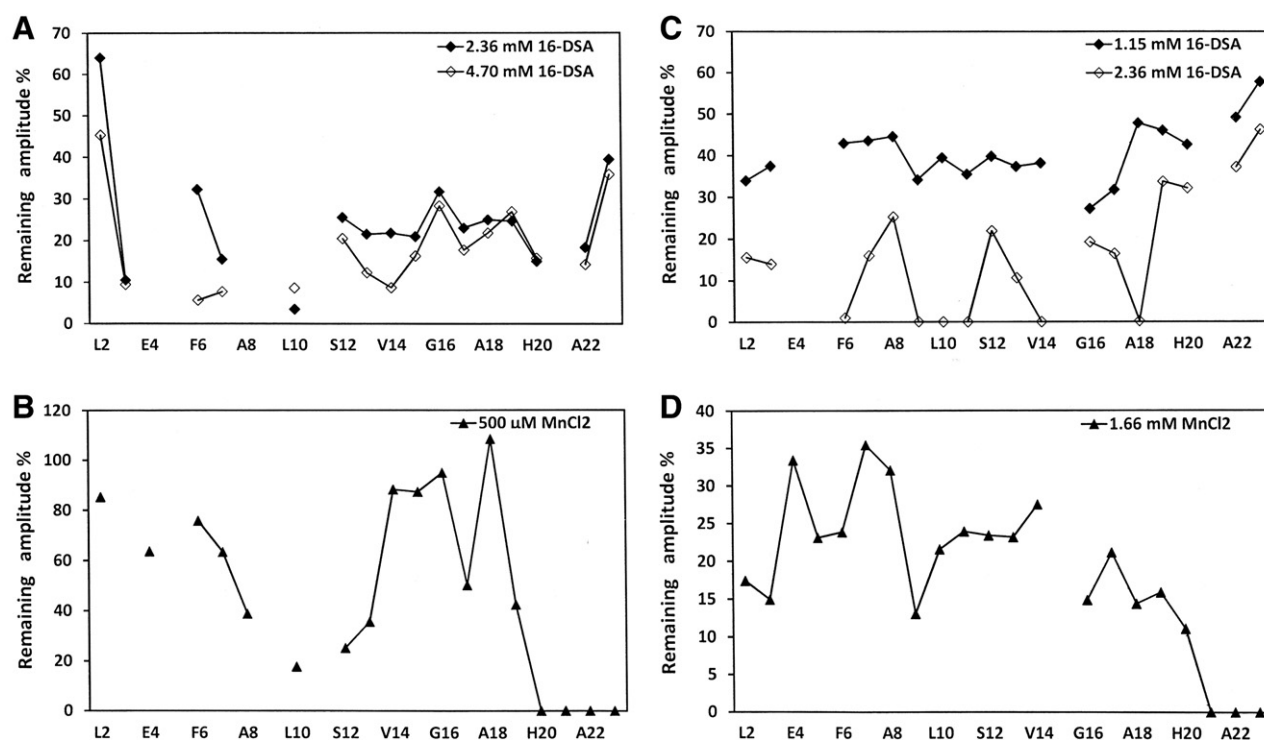 A
Remaining amplitude %
70
60
50
40
30
20
10
0
2.36 mM 16-DSA
4.70 mM 16-DSA
L2 E4 F6 A8 L10 S12 V14 G16 A18 H20 A22
C
Remaining amplitude %
70
60
50
40
30
20
10
0
1.15 mM 16-DSA
2.36 mM 16-DSA
L2 E4 F6 A8 L10 S12 V14 G16 A18 H20 A22
B
Remaining amplitude %
120
100
80
60
40
20
0
500 µM MnCl2
L2 E4 F6 A8 L10 S12 V14 G16 A18 H20 A22
D
Remaining amplitude %
40
35
30
25
20
15
10
5
0
1.66 mM MnCl2
L2 E4 F6 A8 L10 S12 V14 G16 A18 H20 A22